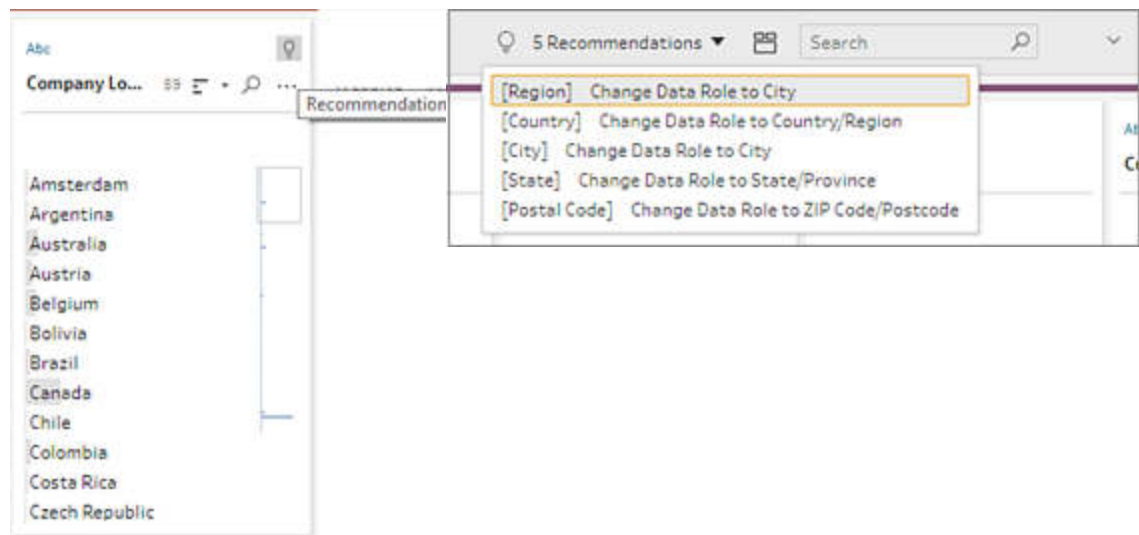 Abc
Company Lo... 59
Recommendation
Amsterdam
Argentina
Australia
Austria
Belgium
Bolivia
Brazil
Canada
Chile
Colombia
Costa Rica
Czech Republic
5 Recommendations ▼
Search
[Region] Change Data Role to City
[Country] Change Data Role to Country/Region
[City] Change Data Role to City
[State] Change Data Role to State/Province
[Postal Code] Change Data Role to ZIP Code/Postcode